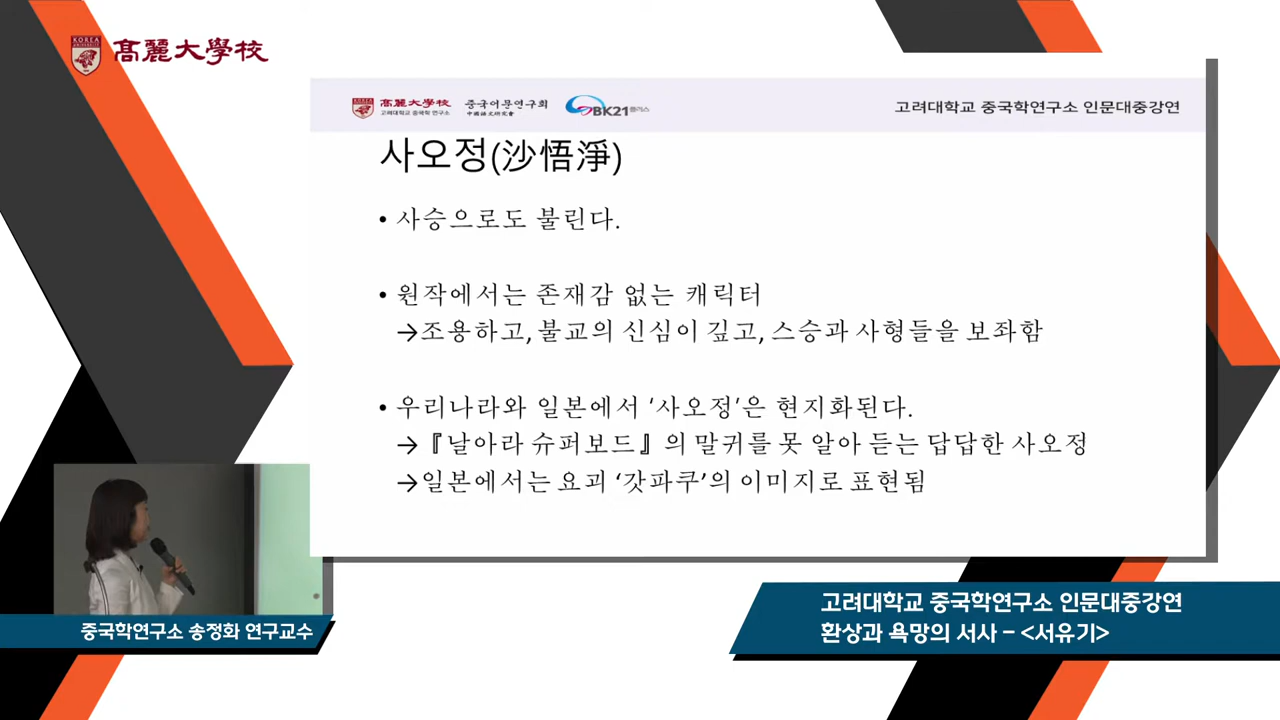 KOREA
UNIVERSITY
高麗大學校
高麗大學校
고려대학교 중국학 연구소
중국어문연구회
中國語文硏究會
BK21플러스
고려대학교 중국학연구소 인문대중강연
사오정(沙悟淨)
• 사승으로도 불린다.
• 원작에서는 존재감 없는 캐릭터
→조용하고, 불교의 신심이 깊고, 스승과 사형들을 보좌함
• 우리나라와 일본에서 ‘사오정’은 현지화된다.
→『날아라 슈퍼보드』의 말귀를 못 알아 듣는 답답한 사오정
→일본에서는 요괴 ‘갓파쿠’의 이미지로 표현됨
중국학연구소 송정화 연구교수
고려대학교 중국학연구소 인문대중강연
환상과 욕망의 서사 – <서유기>